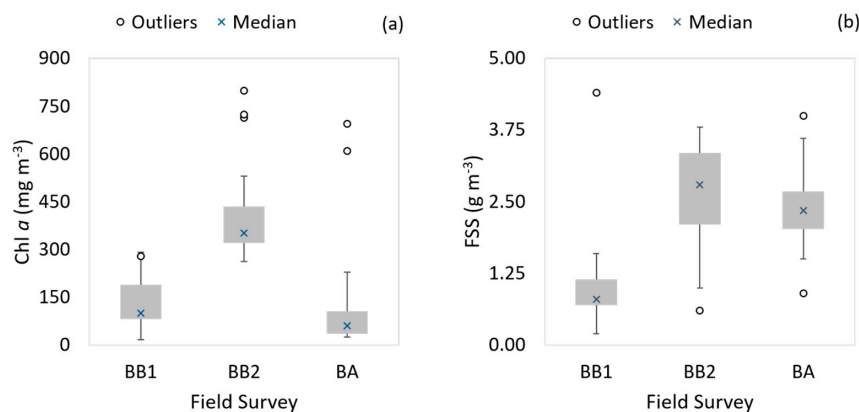 Outliers Median (a)
900
750
600
450
300
150
0
Chl a (mg m⁻³)
BB1 BB2 BA
Field Survey
Outliers Median (b)
5.00
3.75
2.50
1.25
0.00
FSS (g m⁻³)
BB1 BB2 BA
Field Survey